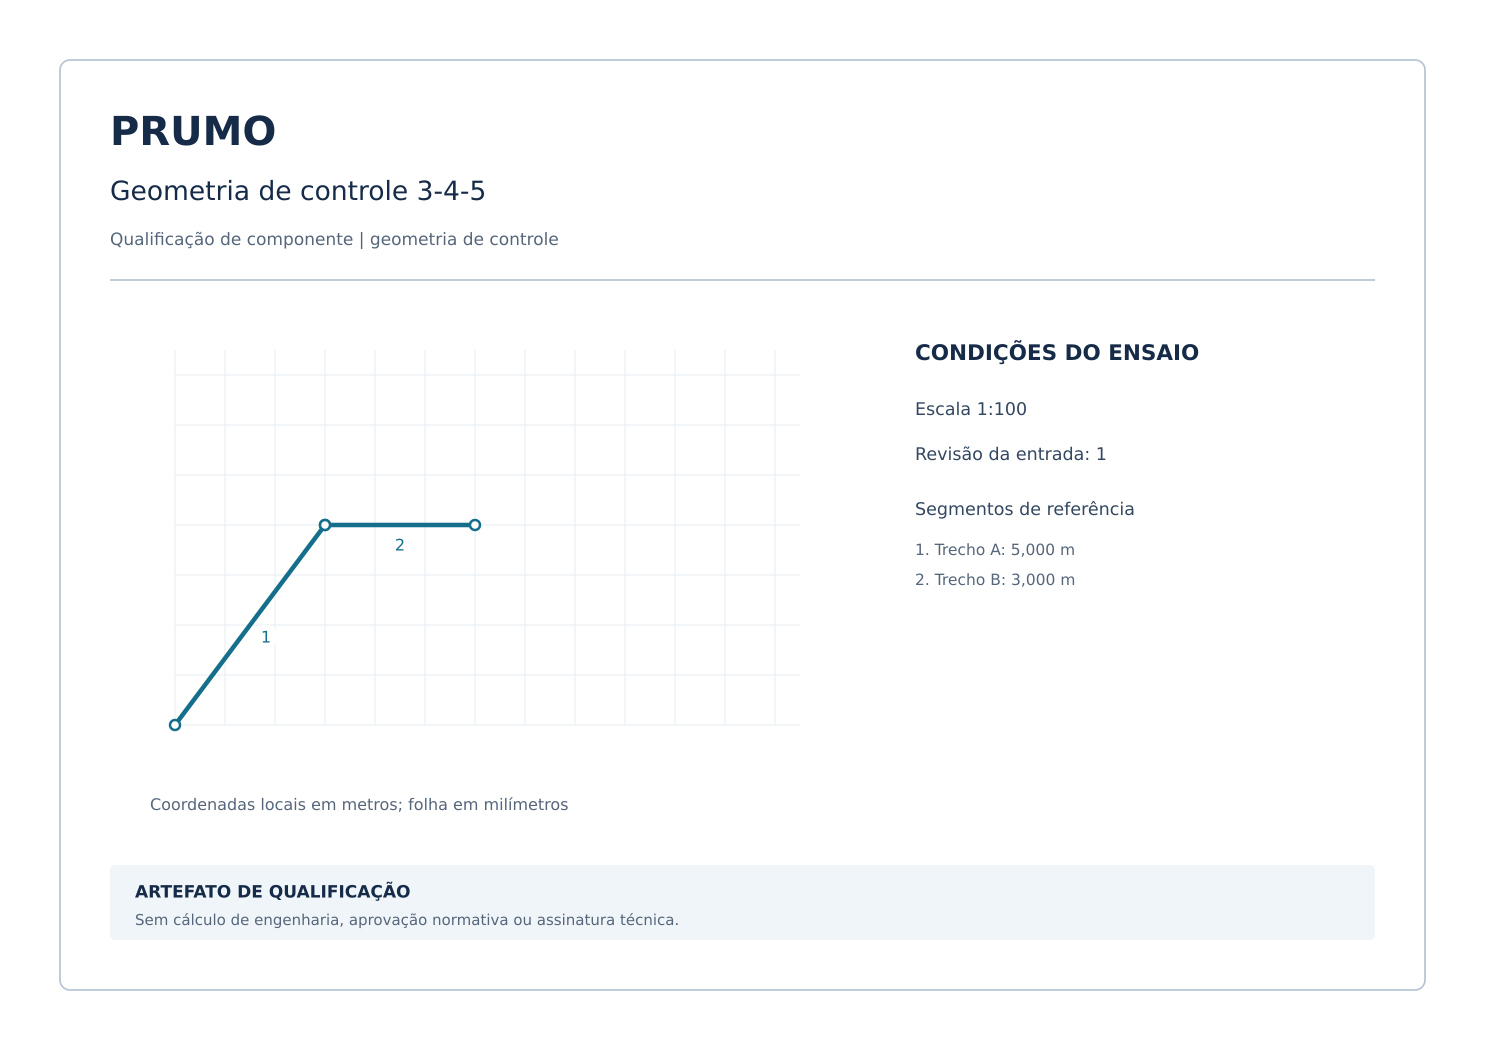 PRUMO
Geometria de controle 3-4-5
Qualificação de componente | geometria de controle
CONDIÇÕES DO ENSAIO
Escala 1:100
Revisão da entrada: 1
Segmentos de referência
1. Trecho A: 5,000 m
2. Trecho B: 3,000 m
2
1
Coordenadas locais em metros; folha em milímetros
ARTEFATO DE QUALIFICAÇÃO
Sem cálculo de engenharia, aprovação normativa ou assinatura técnica.